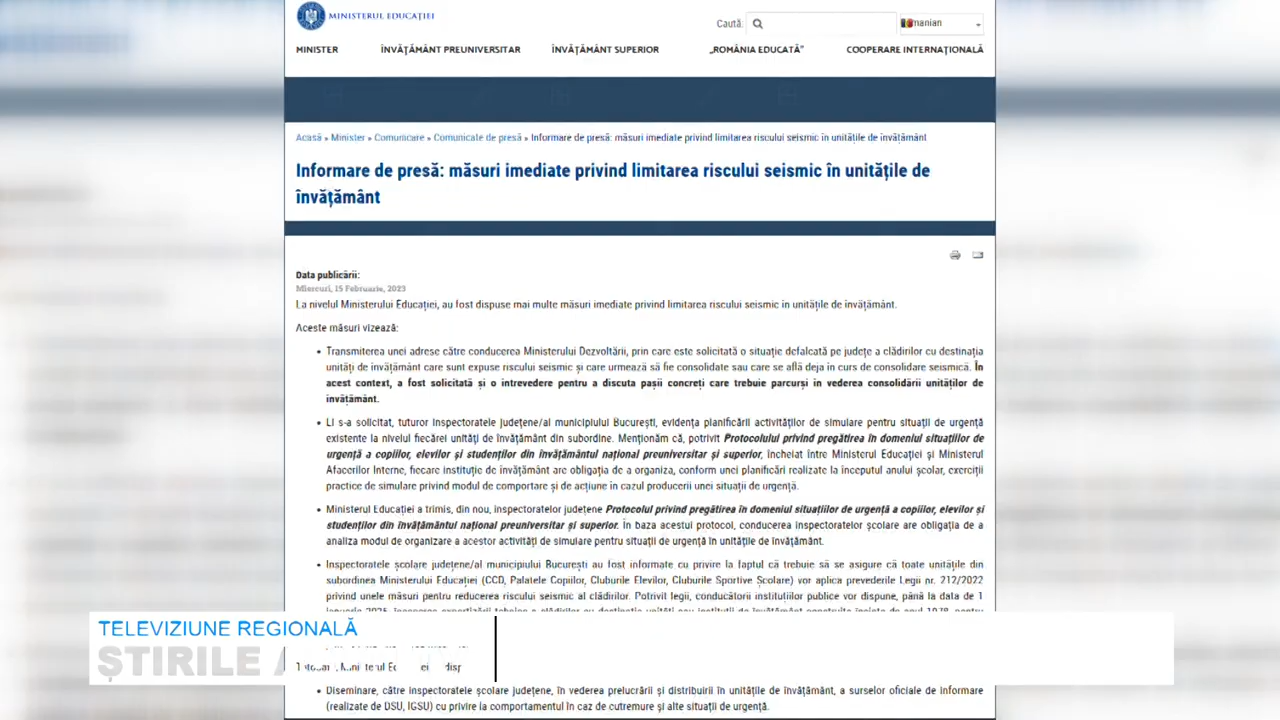 MINISTERUL EDUCAȚIEI
Caută:
MINISTER ÎNVĂȚĂMÂNT PREUNIVERSITAR ÎNVĂȚĂMÂNT SUPERIOR „ROMÂNIA EDUCATĂ” COOPERARE INTERNAȚIONALĂ
Acasă » Minister » Comunicare » Comunicate de presă » Informare de presă: măsuri imediate privind limitarea riscului seismic în unitățile de învățământ
Informare de presă: măsuri imediate privind limitarea riscului seismic în unitățile de
învățământ
Data publicării:
Miercuri, 15 Februarie, 2023
La nivelul Ministerului Educației, au fost dispuse mai multe măsuri imediate privind limitarea riscului seismic în unitățile de învățământ.
Aceste măsuri vizează:
• Transmiterea unei adrese către conducerea Ministerului Dezvoltării, prin care este solicitată o situație defalcată pe județe a clădirilor cu destinația
unități de învățământ care sunt expuse riscului seismic și care urmează să fie consolidate sau care se află deja în curs de consolidare seismică. În
acest context, a fost solicitată și o întrevedere pentru a discuta pașii concreți care trebuie parcurși în vederea consolidării unităților de
învățământ.
• Li s-a solicitat, tuturor inspectoratele județene/al municipiului București, evidența planificării activităților de simulare pentru situații de urgență
existente la nivelul fiecărei unități de învățământ din subordine. Menționăm că, potrivit Protocolului privind pregătirea în domeniul situațiilor de
urgență a copiilor, elevilor și studenților din învățământul național preuniversitar și superior, încheiat între Ministerul Educației și Ministerul
Afacerilor Interne, fiecare instituție de învățământ are obligația de a organiza, conform unei planificări realizate la începutul anului școlar, exerciții
practice de simulare privind modul de comportare și de acțiune în cazul producerii unei situații de urgență.
• Ministerul Educației a trimis, din nou, inspectoratelor județene Protocolul privind pregătirea în domeniul situațiilor de urgență a copiilor, elevilor și
studenților din învățământul național preuniversitar și superior. În baza acestui protocol, conducerea inspectoratelor școlare are obligația de a
analiza modul de organizare a acestor activități de simulare pentru situații de urgență în unitățile de învățământ.
• Inspectoratele școlare județene/al municipiului București au fost informate cu privire la faptul că trebuie să se asigure că toate unitățile din
subordinea Ministerului Educației (CCD, Palatele Copiilor, Cluburile Elevilor, Cluburile Sportive Școlare) vor aplica prevederile Legii nr. 212/2022
privind unele măsuri pentru reducerea riscului seismic al clădirilor. Potrivit legii, conducătorii instituțiilor publice vor dispune, până la data de 1
TELEVIZIUNE REGIONALĂ
ȘTIRILE
• Diseminare, către inspectoratele școlare județene, în vederea prelucrării și distribuirii în unitățile de învățământ, a surselor oficiale de informare
(realizate de DSU, IGSU) cu privire la comportamentul în caz de cutremure și alte situații de urgență.